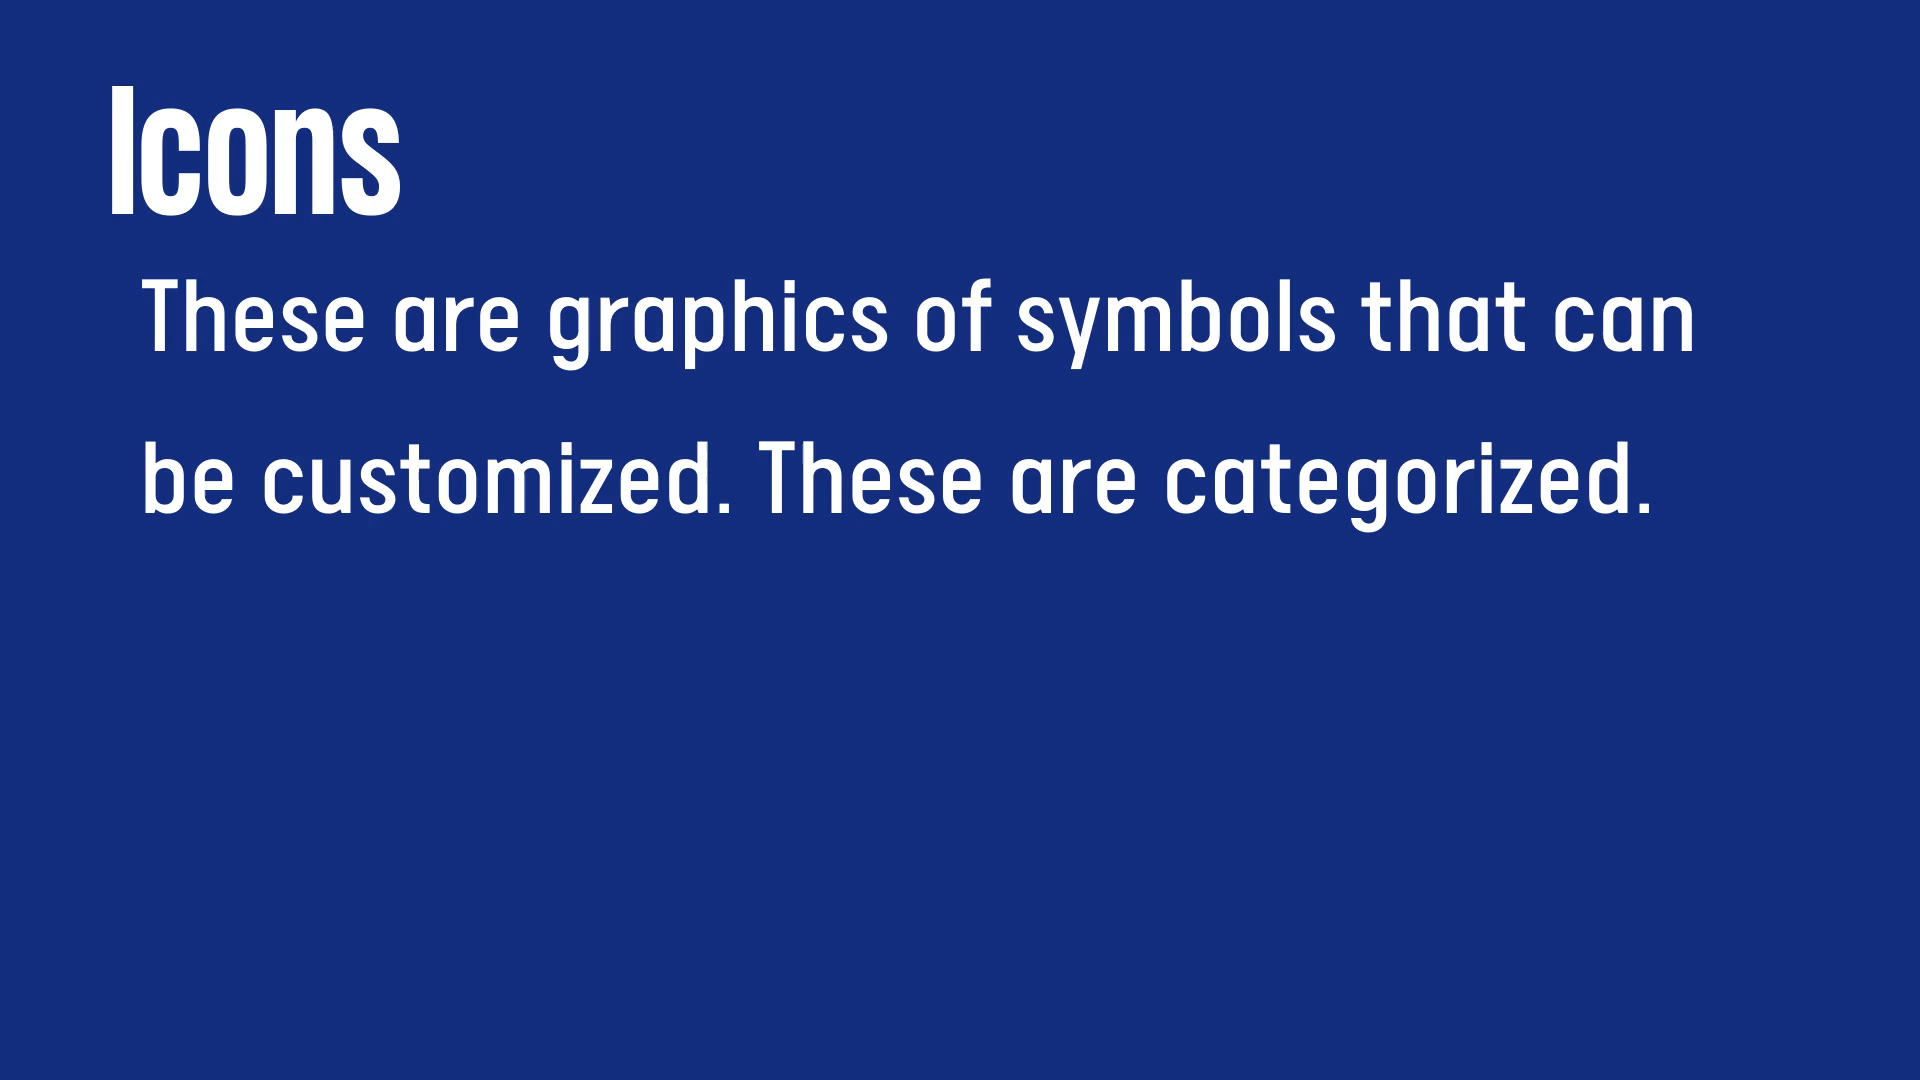 Icons
These are graphics of symbols that can
be customized. These are categorized.